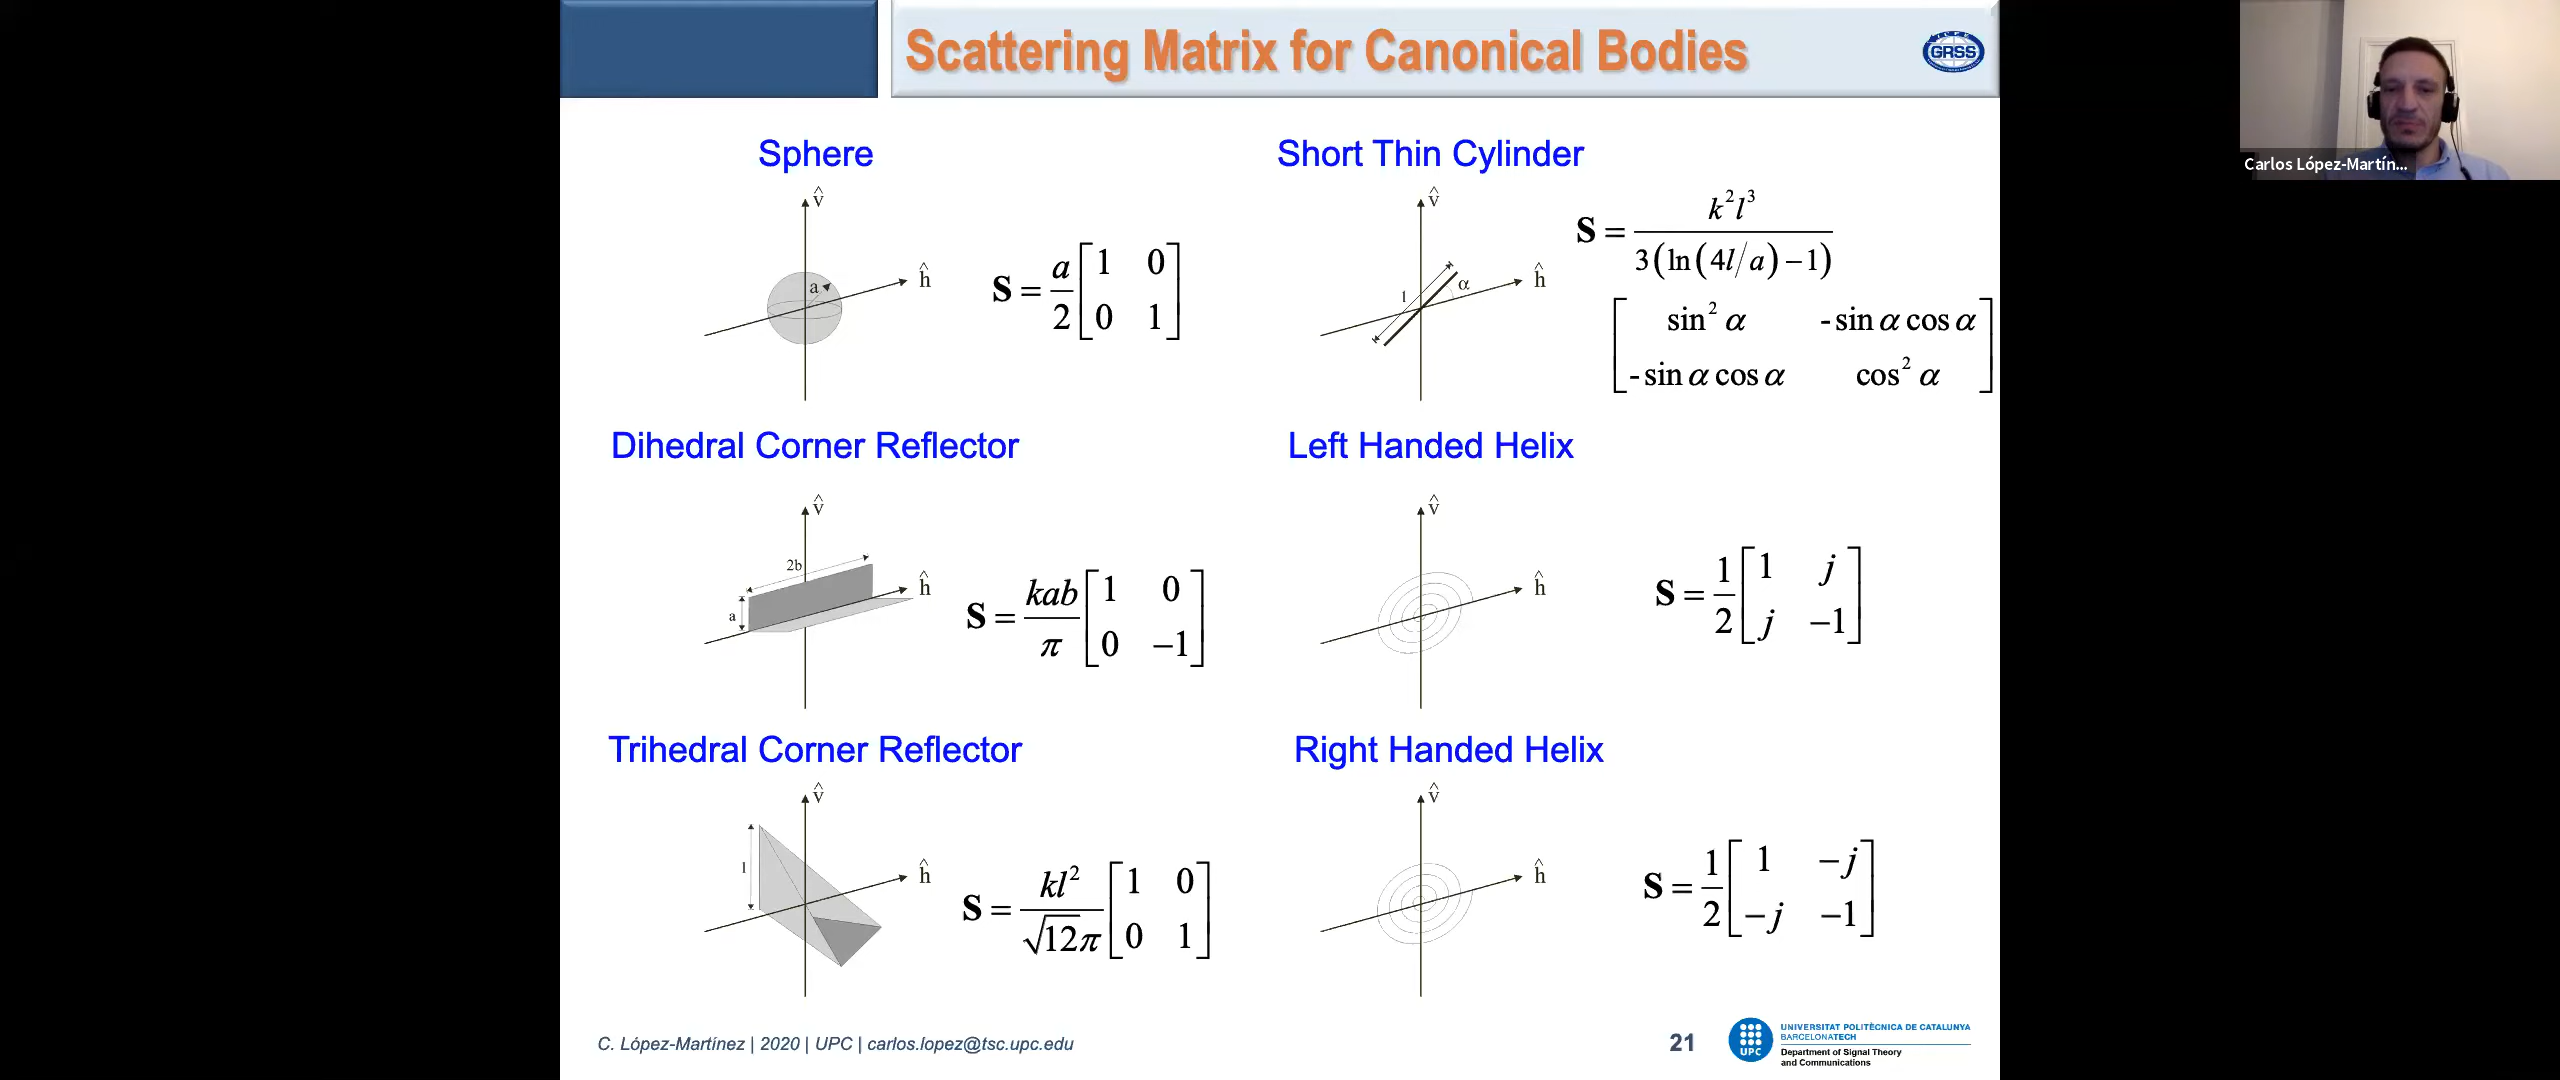 Scattering Matrix for Canonical Bodies
GRSS
Carlos López-Martín...
Sphere
v̂
ĥ
a
S = a/2 [1 0; 0 1]
Short Thin Cylinder
v̂
ĥ
l
α
S = k²l³ / 3(ln(4l/a) − 1)
[sin² α -sin α cos α; -sin α cos α cos² α]
Dihedral Corner Reflector
v̂
ĥ
2b
a
S = kab/π [1 0; 0 −1]
Left Handed Helix
v̂
ĥ
S = 1/2 [1 j; j −1]
Trihedral Corner Reflector
v̂
ĥ
l
S = kl²/√12π [1 0; 0 1]
Right Handed Helix
v̂
ĥ
S = 1/2 [1 −j; −j −1]
C. López-Martínez | 2020 | UPC | carlos.lopez@tsc.upc.edu
21
UPC
UNIVERSITAT POLITÈCNICA DE CATALUNYA
BARCELONATECH
Department of Signal Theory
and Communications